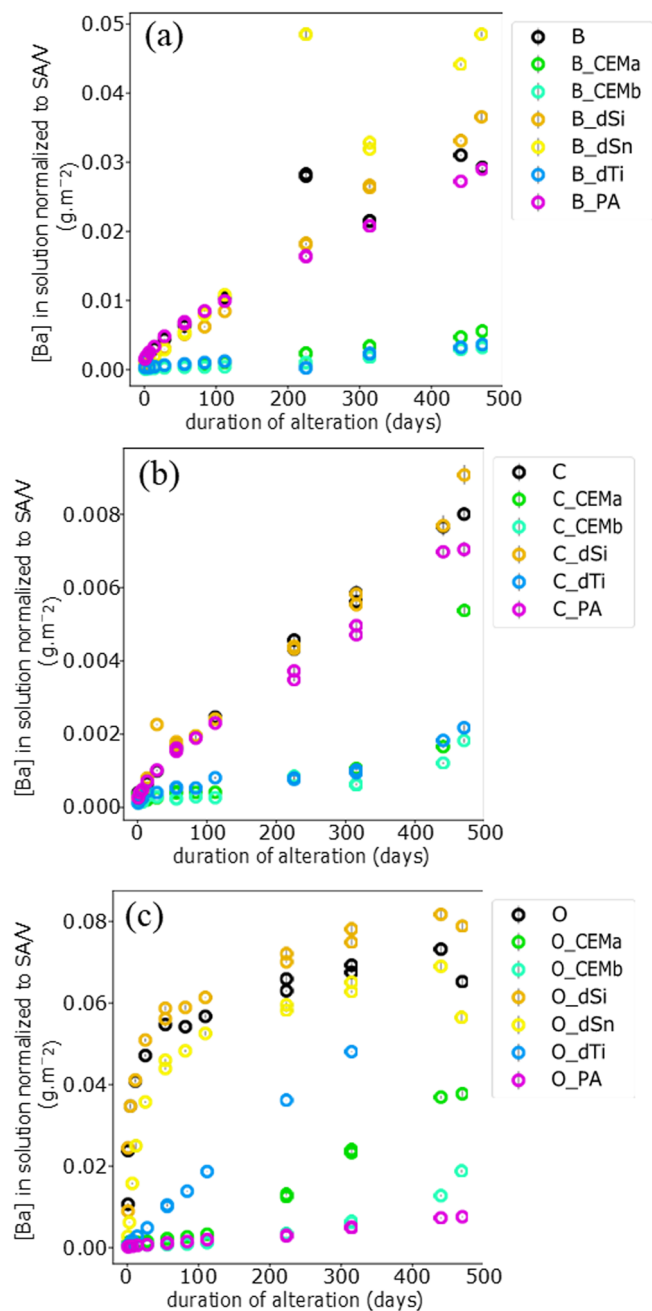 (a)
[Ba] in solution normalized to SA/V
(g.m⁻²)
0.05
0.04
0.03
0.02
0.01
0.00
0 100 200 300 400 500
duration of alteration (days)
B
B_CEMa
B_CEMb
B_dSi
B_dSn
B_dTi
B_PA
(b)
[Ba] in solution normalized to SA/V
(g.m⁻²)
0.008
0.006
0.004
0.002
0.000
0 100 200 300 400 500
duration of alteration (days)
C
C_CEMa
C_CEMb
C_dSi
C_dTi
C_PA
(c)
[Ba] in solution normalized to SA/V
(g.m⁻²)
0.08
0.06
0.04
0.02
0.00
0 100 200 300 400 500
duration of alteration (days)
O
O_CEMa
O_CEMb
O_dSi
O_dSn
O_dTi
O_PA